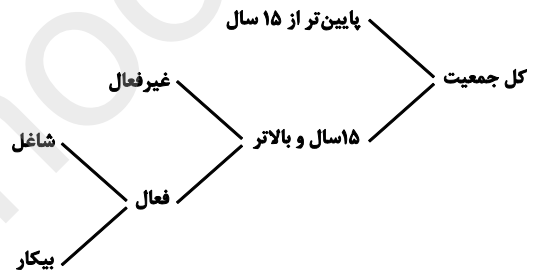 پایین‌تر از ۱۵ سال
کل جمعیت
غیرفعال
۱۵سال و بالاتر
شاغل
فعال
بیکار